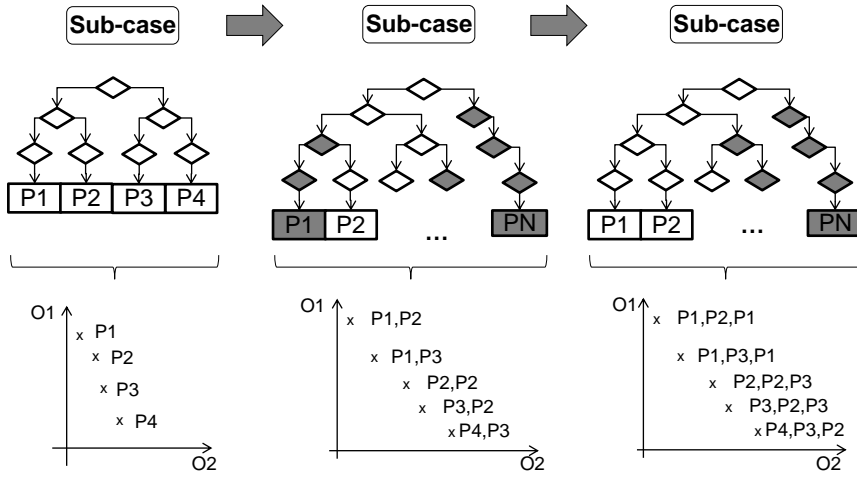 Sub-case Sub-case Sub-case
P1 P2 P3 P4
P1 P2 ... PN
P1 P2 ... PN
O1
P1
P2
P3
P4
O2
O1
P1,P2
P1,P3
P2,P2
P3,P2
P4,P3
O2
O1
P1,P2,P1
P1,P3,P1
P2,P2,P3
P3,P2,P3
P4,P3,P2
O2